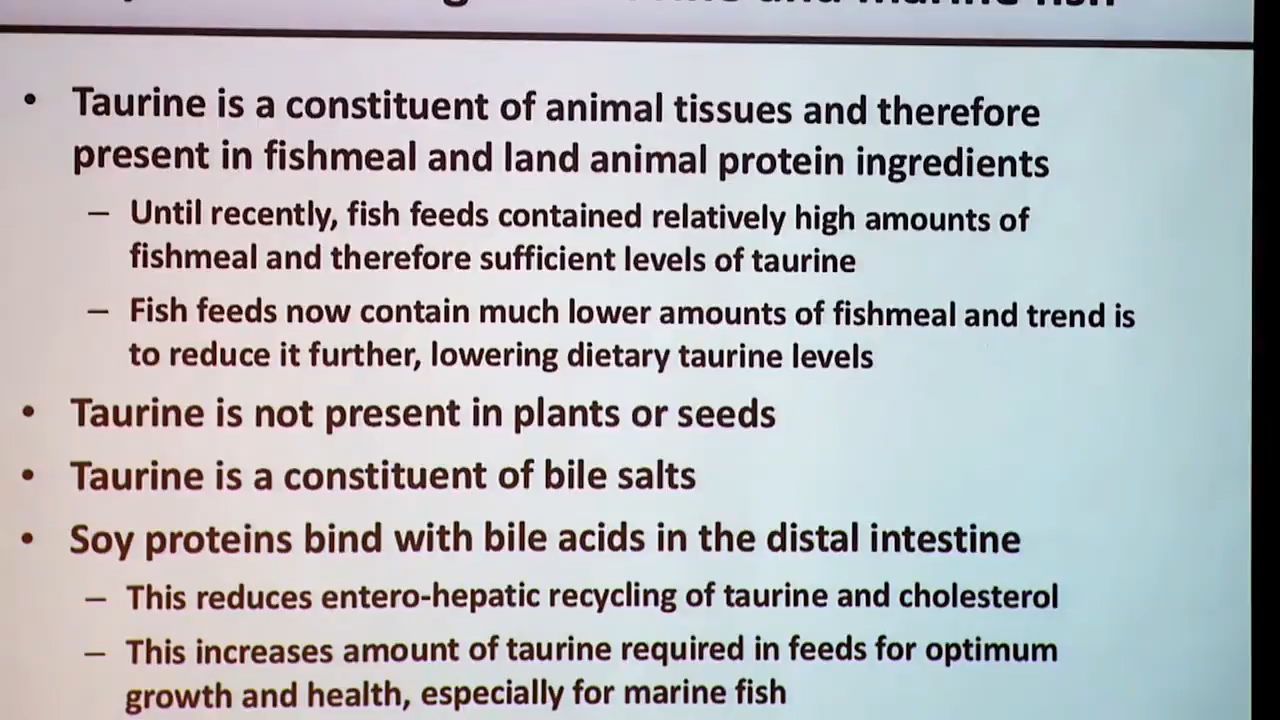 and marine fish
• Taurine is a constituent of animal tissues and therefore
present in fishmeal and land animal protein ingredients
– Until recently, fish feeds contained relatively high amounts of
fishmeal and therefore sufficient levels of taurine
– Fish feeds now contain much lower amounts of fishmeal and trend is
to reduce it further, lowering dietary taurine levels
• Taurine is not present in plants or seeds
• Taurine is a constituent of bile salts
• Soy proteins bind with bile acids in the distal intestine
– This reduces entero-hepatic recycling of taurine and cholesterol
– This increases amount of taurine required in feeds for optimum
growth and health, especially for marine fish